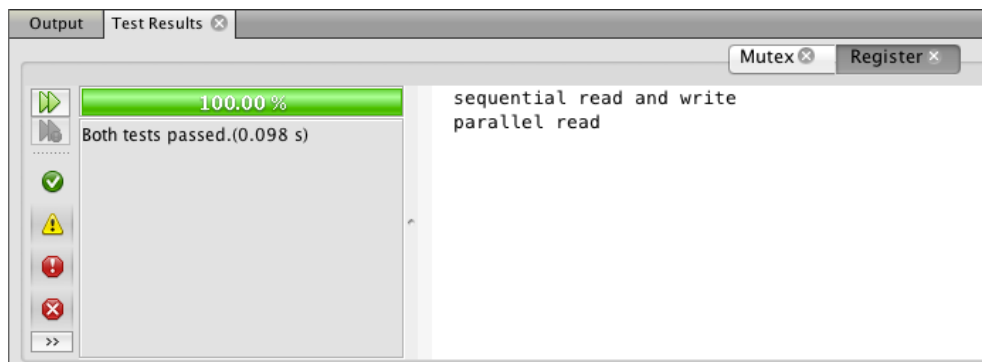 Output
Test Results
Mutex
Register
100.00 %
Both tests passed.(0.098 s)
sequential read and write
parallel read
>>